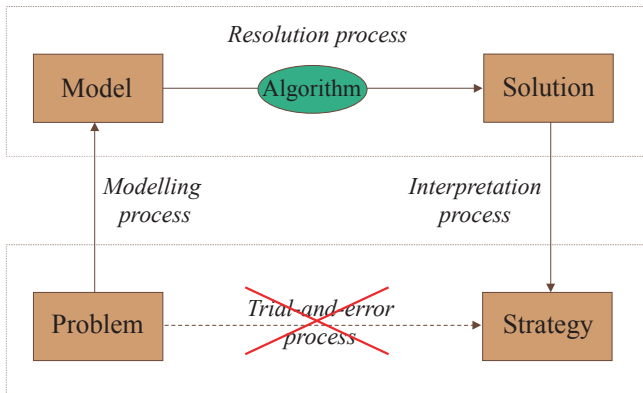 Resolution process
Model
Algorithm
Solution
Modelling
process
Interpretation
process
Problem
Trial-and-error
process
Strategy